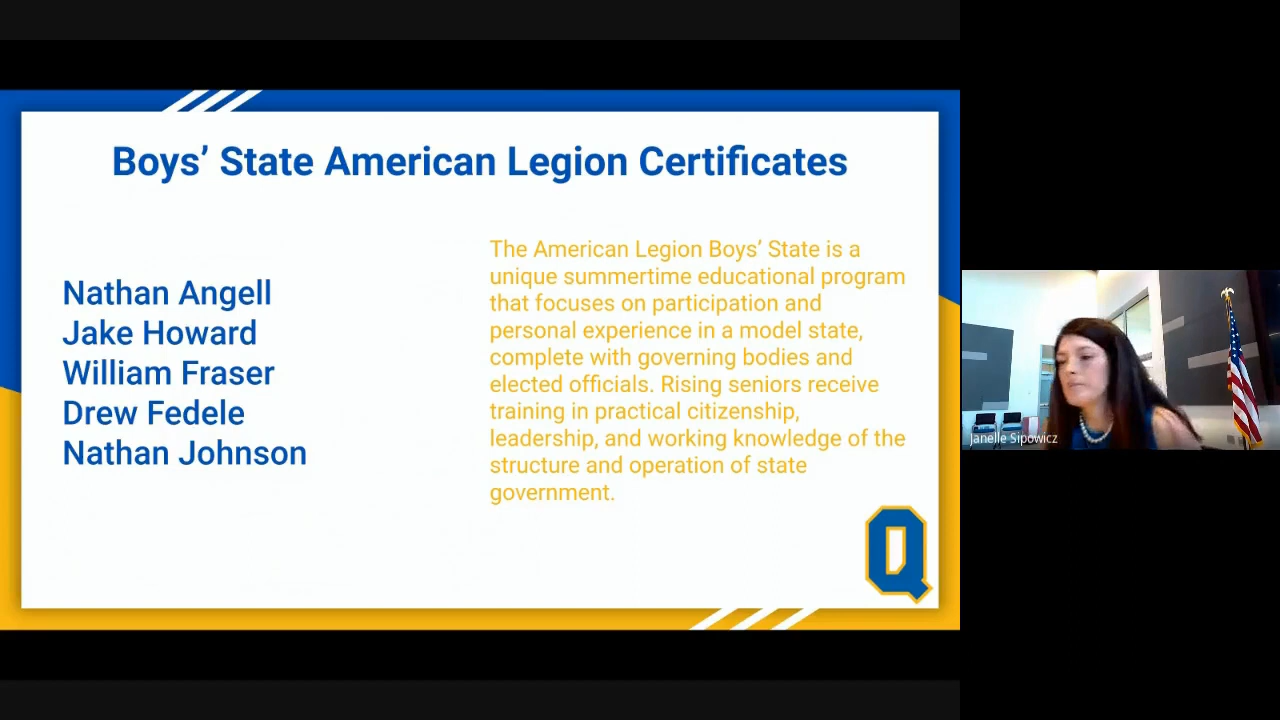 Boys’ State American Legion Certificates
Nathan Angell
Jake Howard
William Fraser
Drew Fedele
Nathan Johnson
The American Legion Boys’ State is a
unique summertime educational program
that focuses on participation and
personal experience in a model state,
complete with governing bodies and
elected officials. Rising seniors receive
training in practical citizenship,
leadership, and working knowledge of the
structure and operation of state
government.
Q
Janelle Sipowicz